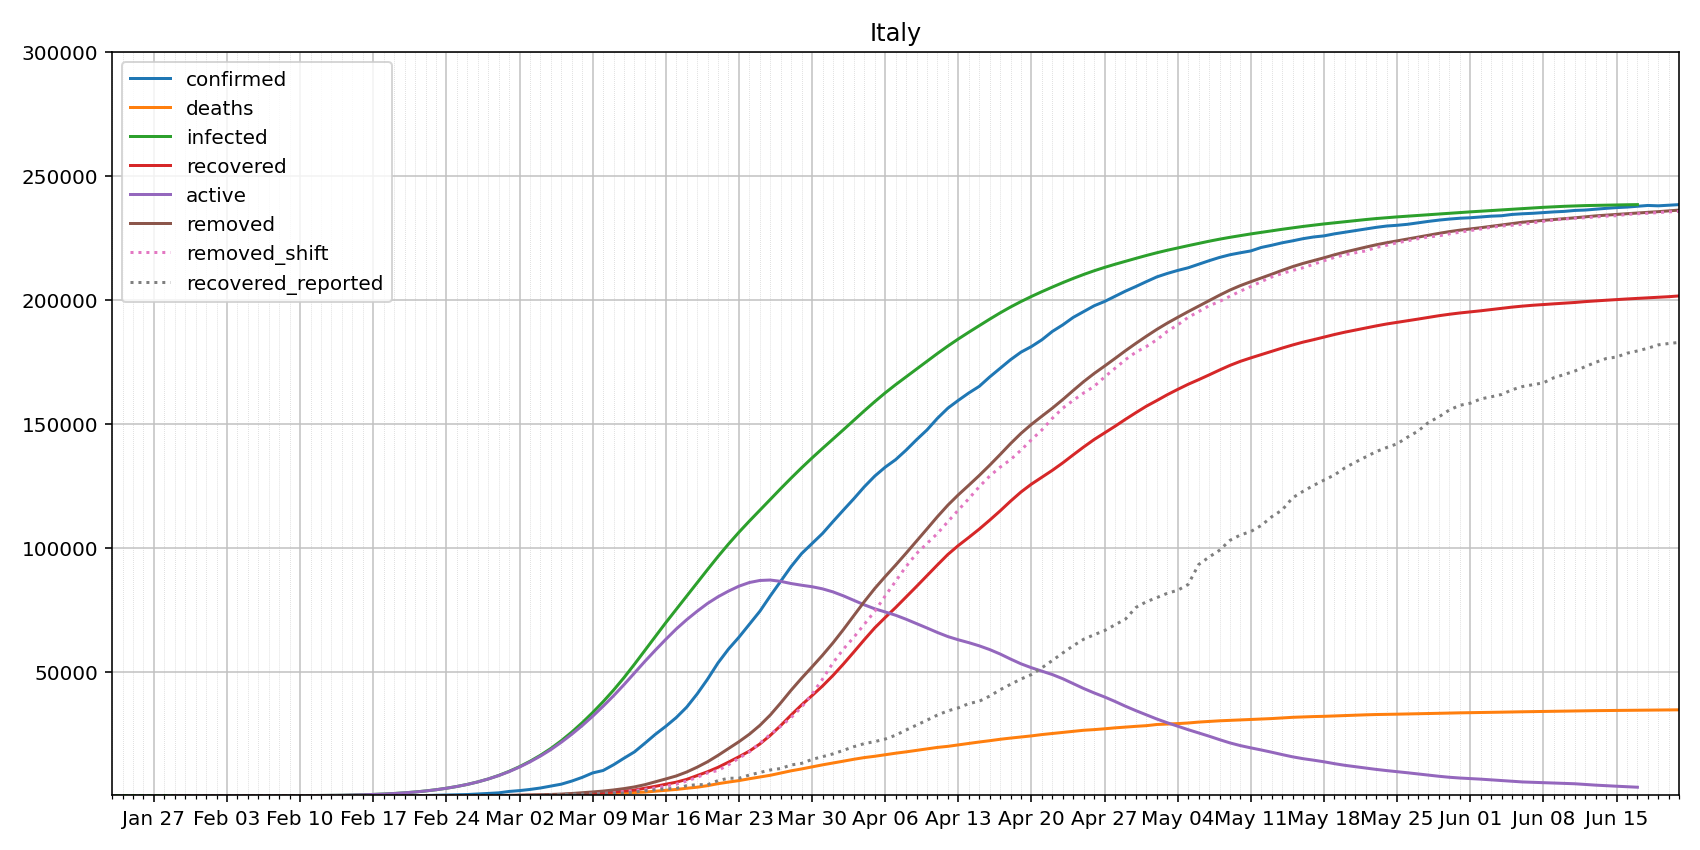 Italy
300000
250000
200000
150000
100000
50000
confirmed
deaths
infected
recovered
active
removed
removed_shift
recovered_reported
Jan 27 Feb 03 Feb 10 Feb 17 Feb 24 Mar 02 Mar 09 Mar 16 Mar 23 Mar 30 Apr 06 Apr 13 Apr 20 Apr 27 May 04 May 11 May 18 May 25 Jun 01 Jun 08 Jun 15